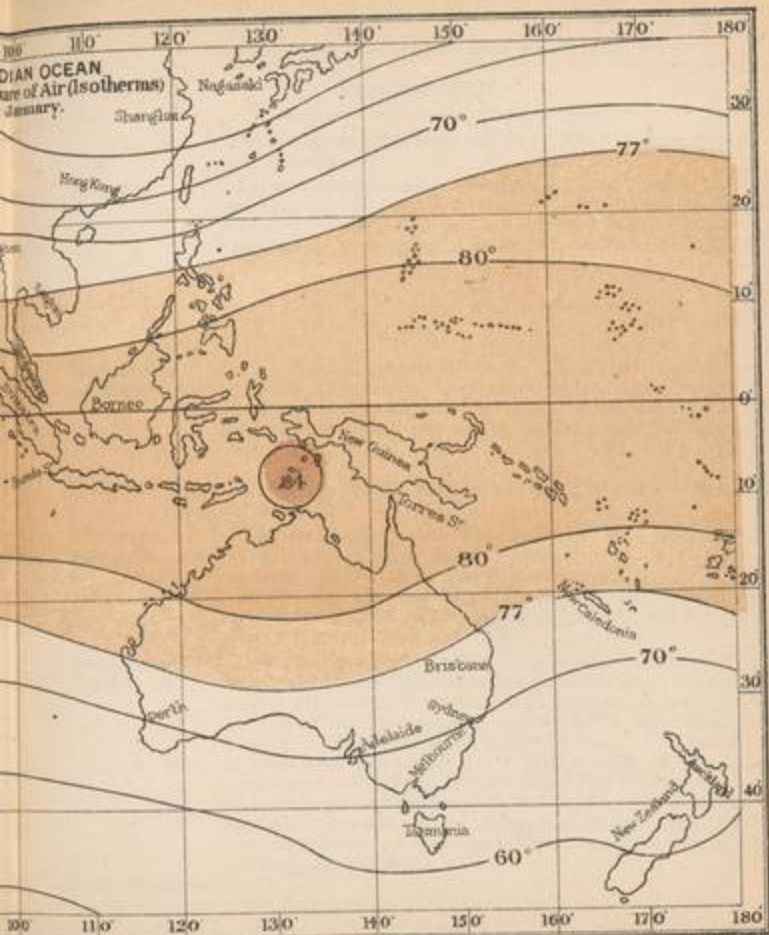 100 110° 120° 130° 140° 150° 160° 170° 180°
DIAN OCEAN
ure of Air (Isotherms)
January.
Nagasaki
Shanghai
30°
70°
77°
Hong Kong
20°
80°
10°
Borneo
0°
New Guinea
84°
10°
Torres Sr.
80°
20°
77°
New Caledonia
Brisbane
70°
30°
Perth
Sydney
Adelaide
Melbourne
Auckland
40°
New Zealand
Tasmania
60°
100° 110° 120° 130° 140° 150° 160° 170° 180°